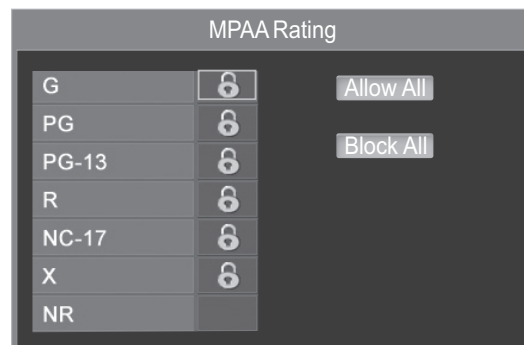 MPAA Rating
G
Allow All
PG
Block All
PG-13
R
NC-17
X
NR